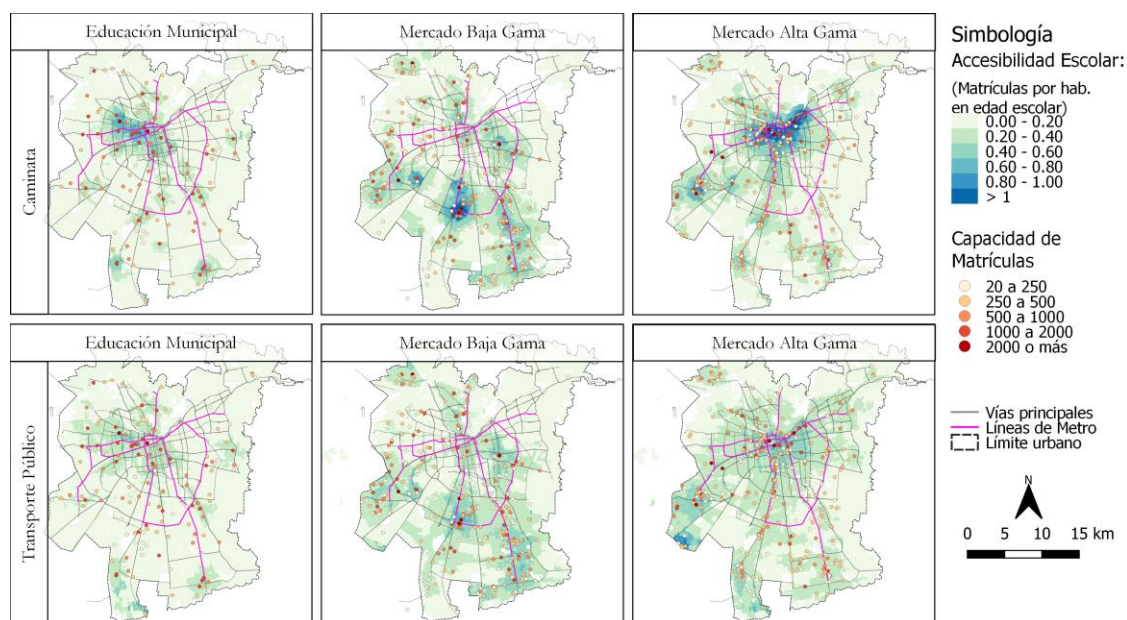 Educación Municipal
Mercado Baja Gama
Mercado Alta Gama
Caminata
Educación Municipal
Mercado Baja Gama
Mercado Alta Gama
Transporte Público
Simbología
Accesibilidad Escolar:
(Matrículas por hab.
en edad escolar)
0.00 - 0.20
0.20 - 0.40
0.40 - 0.60
0.60 - 0.80
0.80 - 1.00
> 1
Capacidad de
Matrículas
20 a 250
250 a 500
500 a 1000
1000 a 2000
2000 o más
Vías principales
Líneas de Metro
Límite urbano
N
0 5 10 15 km